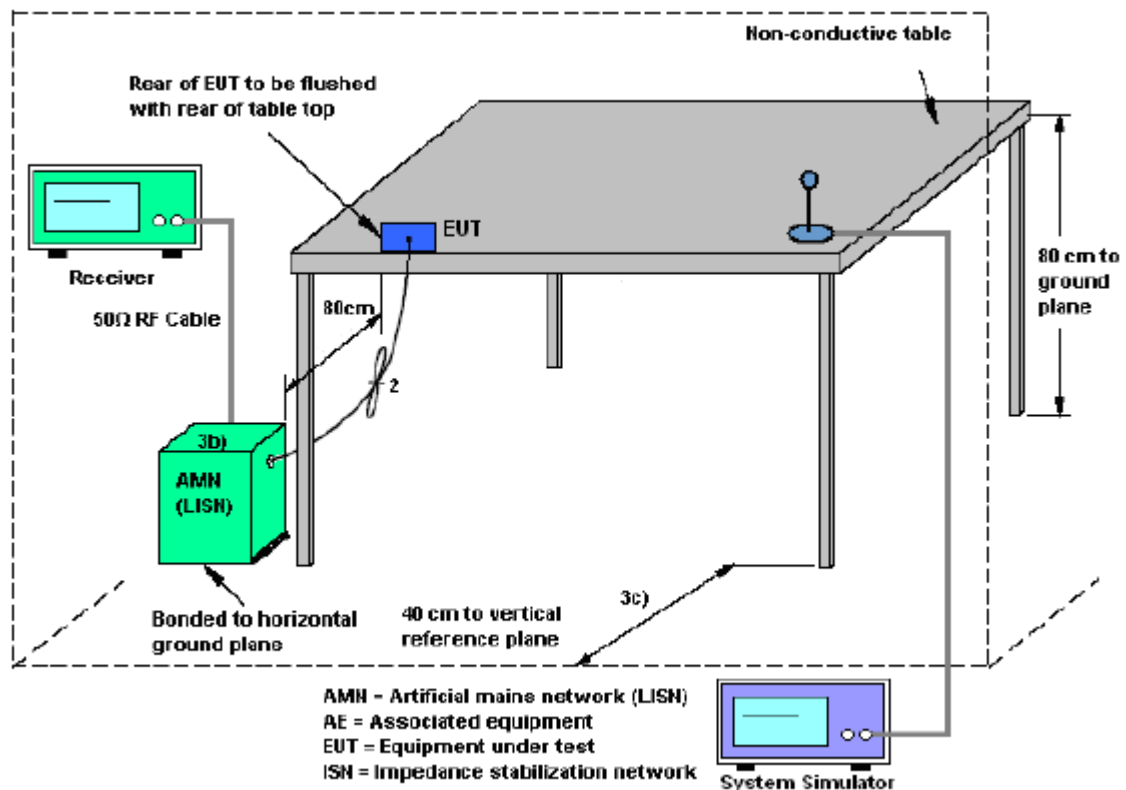 Non-conductive table
Rear of EUT to be flushed
with rear of table top
EUT
Receiver
80cm
80 cm to
ground
plane
50Ω RF Cable
2
3b)
AMN
(LISN)
Bonded to horizontal
ground plane
40 cm to vertical
reference plane
3c)
AMN = Artificial mains network (LISN)
AE = Associated equipment
EUT = Equipment under test
ISN = Impedance stabilization network
System Simulator